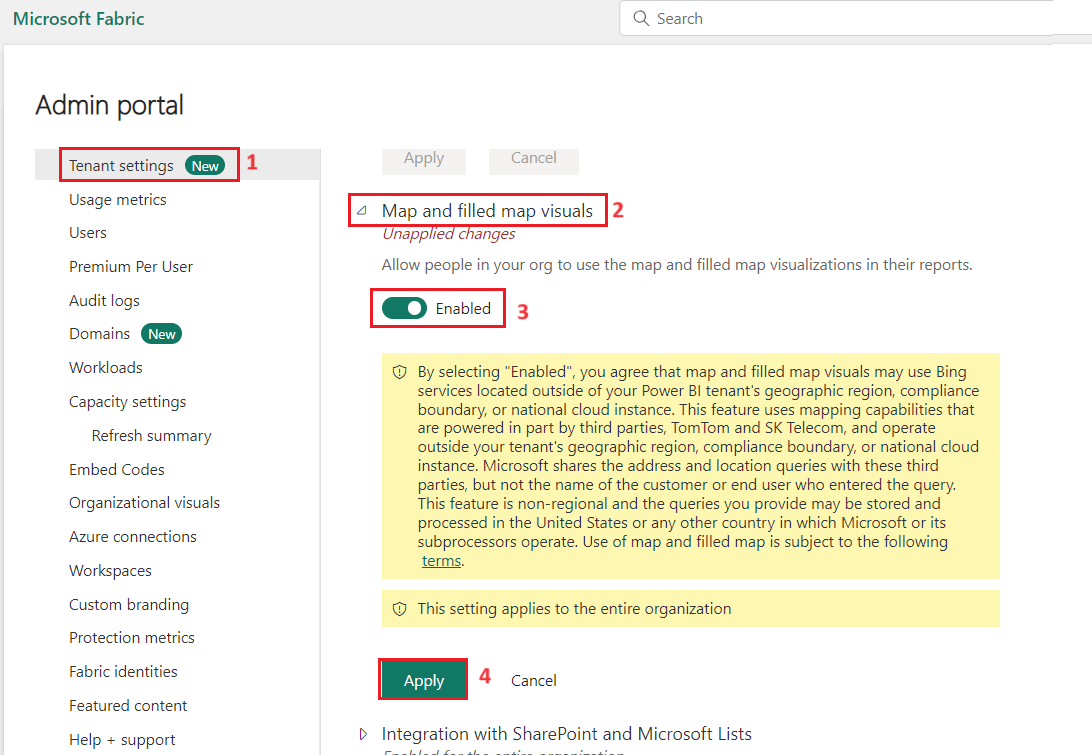 Microsoft Fabric
Search
Admin portal
Tenant settings New 1
Usage metrics
Users
Premium Per User
Audit logs
Domains New
Workloads
Capacity settings
Refresh summary
Embed Codes
Organizational visuals
Azure connections
Workspaces
Custom branding
Protection metrics
Fabric identities
Featured content
Help + support
Apply Cancel
Map and filled map visuals 2
Unapplied changes
Allow people in your org to use the map and filled map visualizations in their reports.
Enabled 3
By selecting "Enabled", you agree that map and filled map visuals may use Bing
services located outside of your Power BI tenant's geographic region, compliance
boundary, or national cloud instance. This feature uses mapping capabilities that
are powered in part by third parties, TomTom and SK Telecom, and operate
outside your tenant's geographic region, compliance boundary, or national cloud
instance. Microsoft shares the address and location queries with these third
parties, but not the name of the customer or end user who entered the query.
This feature is non-regional and the queries you provide may be stored and
processed in the United States or any other country in which Microsoft or its
subprocessors operate. Use of map and filled map is subject to the following
terms.
This setting applies to the entire organization
Apply 4 Cancel
Integration with SharePoint and Microsoft Lists
Enabled for the entire organization